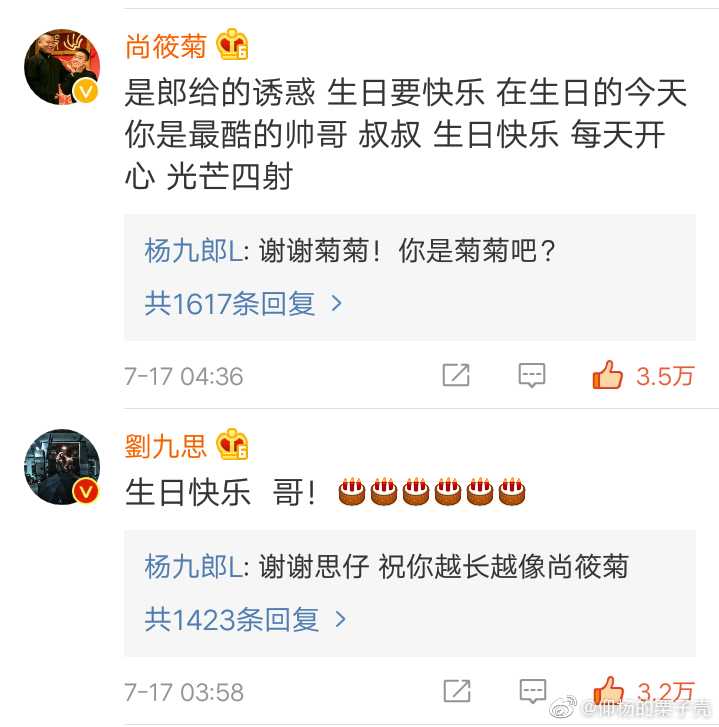 尚筱菊
是郎给的诱惑 生日要快乐 在生日的今天
你是最酷的帅哥 叔叔 生日快乐 每天开
心 光芒四射
杨九郎L: 谢谢菊菊！你是菊菊吧？
共1617条回复 >
7-17 04:36 3.5万
劉九思
生日快乐 哥！🎂🎂🎂🎂🎂🎂
杨九郎L: 谢谢思仔 祝你越长越像尚筱菊
共1423条回复 >
7-17 03:58 3.2万
@仰杨的栗子壳